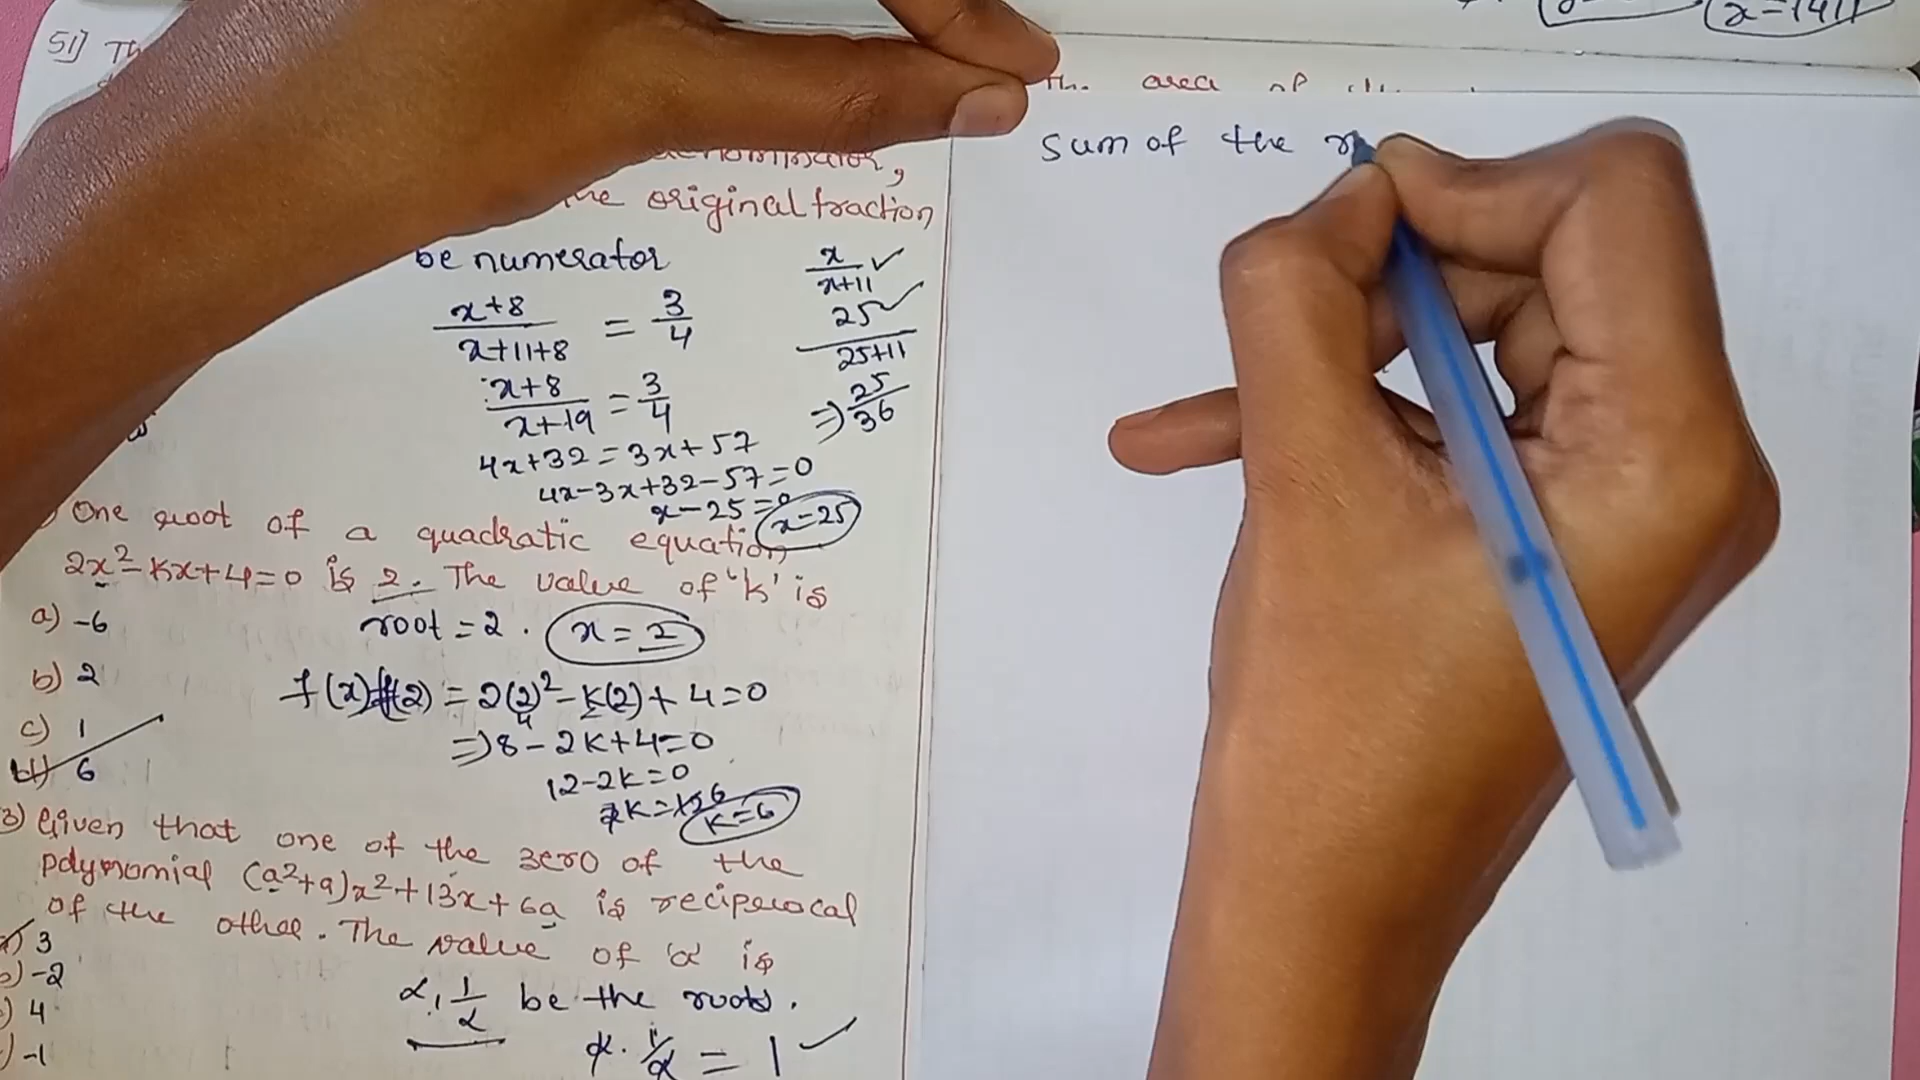 51]
denominator,
the original fraction
be numerator
x/(x+11) ✓
(x+8)/(x+11+8) = 3/4
25/(25+11) ✓
(x+8)/(x+19) = 3/4
⇒ 25/36
4x+32=3x+57
4x-3x+32-57=0
x-25=0
x=25
One root of a quadratic equation
2x²-kx+4=0 is 2. The value of 'k' is
a) -6
root = 2. x = 2
b) 2
f(x) f(2) = 2(2)² - k(2) + 4 = 0
4
c) 1
⇒ 8 - 2k+4=0
d) 6
12-2k=0
k=6
3) Given that one of the zero of the
polynomial (a²+9)x²+13x+6a is reciprocal
of the other. The value of 'a' is
3
-2
α, 1/α be the roots.
4
-1
α. 1/α = 1 ✓
the area of
sum of the r